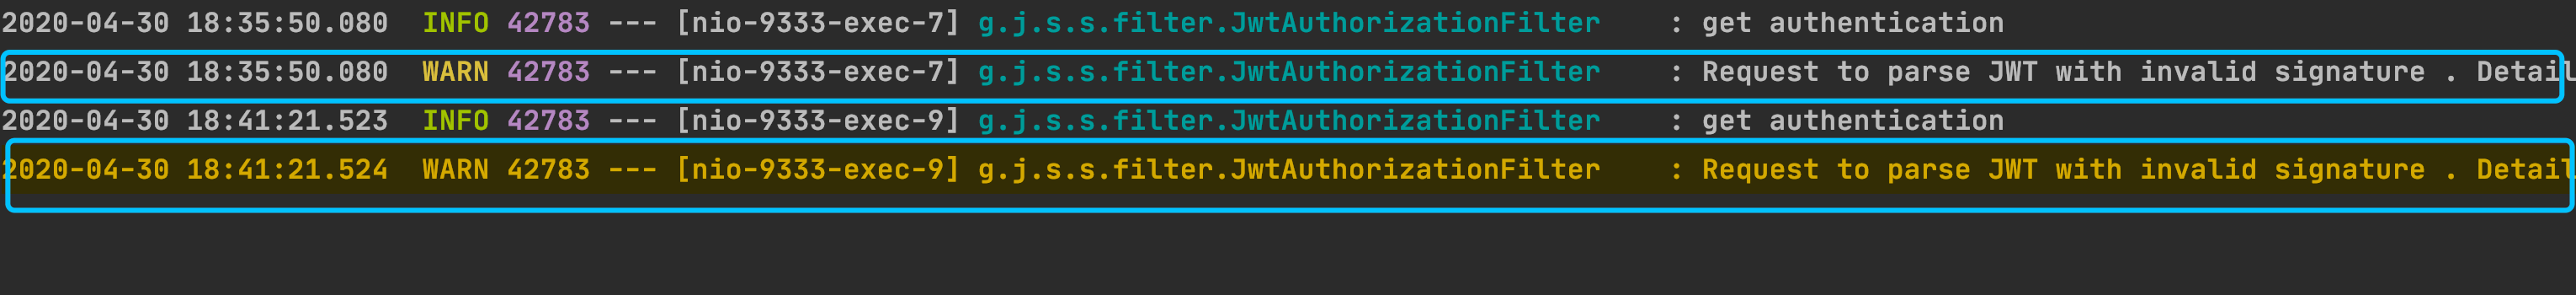 2020-04-30 18:35:50.080  INFO 42783 --- [nio-9333-exec-7] g.j.s.s.filter.JwtAuthorizationFilter    : get authentication
2020-04-30 18:35:50.080  WARN 42783 --- [nio-9333-exec-7] g.j.s.s.filter.JwtAuthorizationFilter    : Request to parse JWT with invalid signature . Detail
2020-04-30 18:41:21.523  INFO 42783 --- [nio-9333-exec-9] g.j.s.s.filter.JwtAuthorizationFilter    : get authentication
2020-04-30 18:41:21.524  WARN 42783 --- [nio-9333-exec-9] g.j.s.s.filter.JwtAuthorizationFilter    : Request to parse JWT with invalid signature . Detail